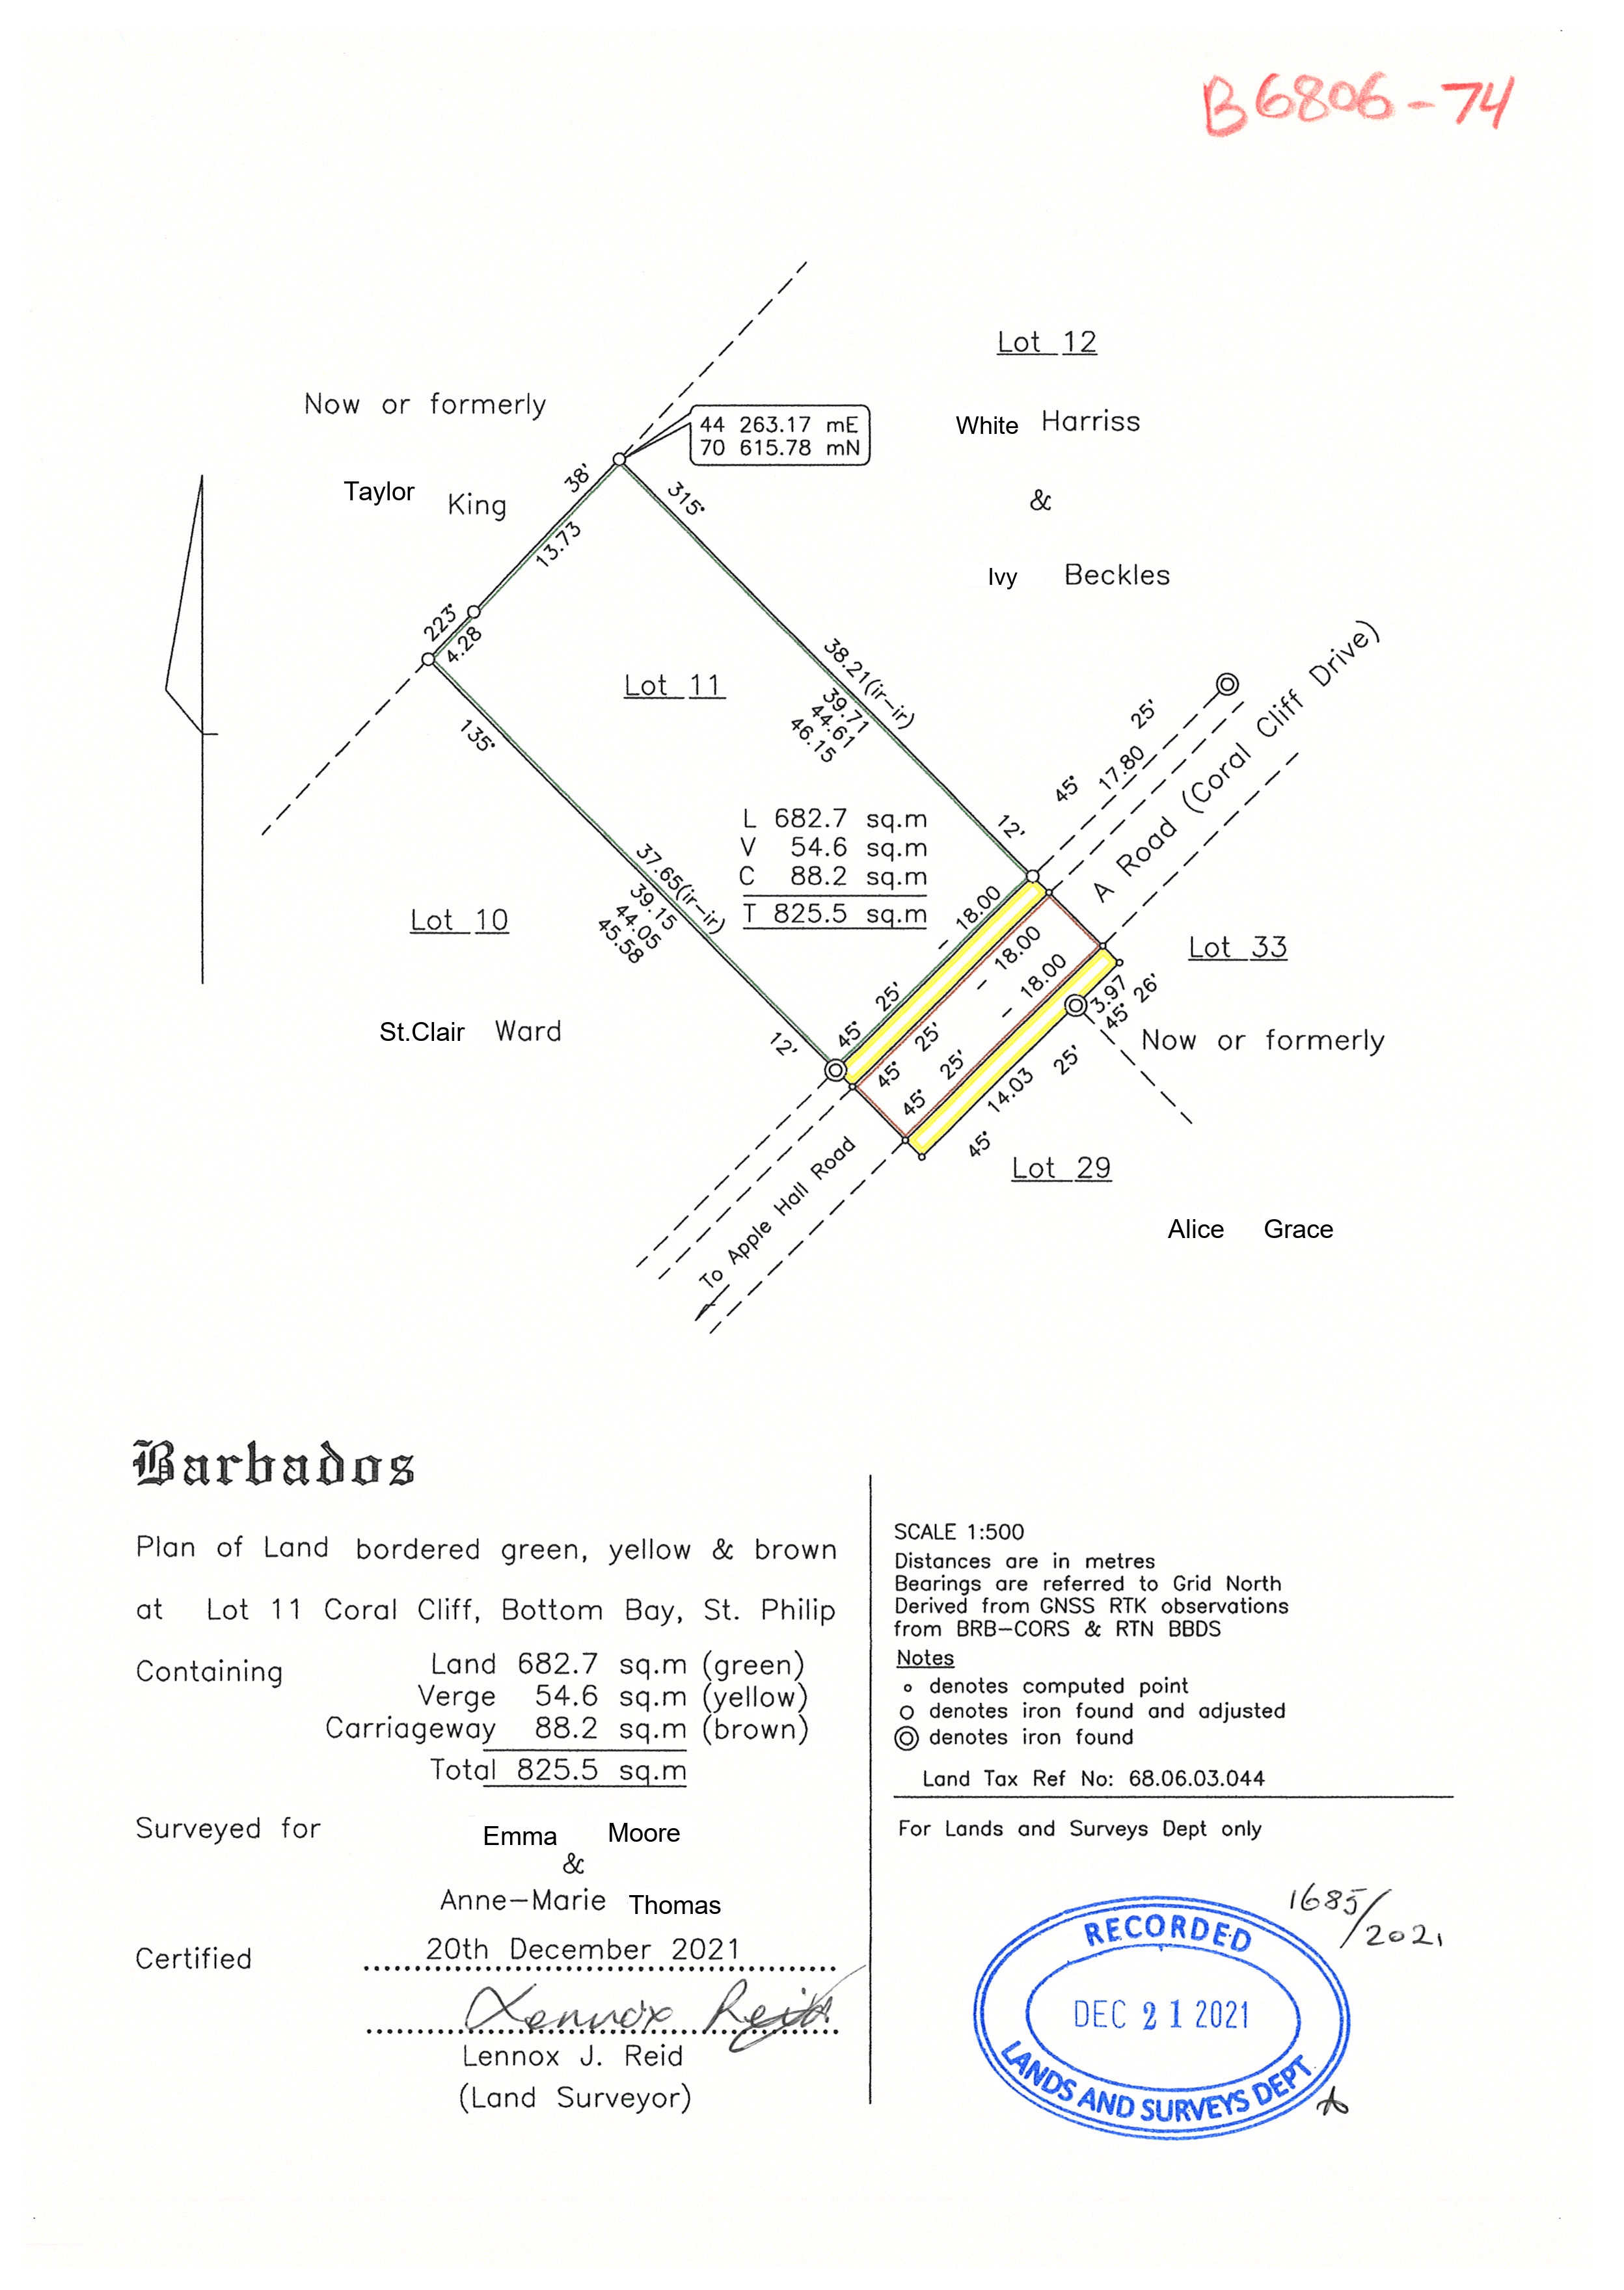 B6806-74
Lot 12
Now or formerly
44 263.17 mE
70 615.78 mN
White Harriss
&
Taylor King
Ivy Beckles
38'
315°
13.73
223°
4.28
Lot 11
38.21(ir-ir)
39.71
44.61
46.15
135°
12'
25'
45° 17.80
A Road (Coral Cliff Drive)
L 682.7 sq.m
V 54.6 sq.m
C 88.2 sq.m
T 825.5 sq.m
37.65(ir-ir)
39.15
44.05
45.58
12'
Lot 10
St.Clair Ward
45° 25' - 18.00
45° 25' - 18.00
45° 25' - 18.00
Lot 33
3.97
45° 26'
Now or formerly
45° 14.03 25'
Lot 29
Alice Grace
To Apple Hall Road
Barbados
Plan of Land bordered green, yellow & brown
at Lot 11 Coral Cliff, Bottom Bay, St. Philip
Containing Land 682.7 sq.m (green)
Verge 54.6 sq.m (yellow)
Carriageway 88.2 sq.m (brown)
Total 825.5 sq.m
Surveyed for Emma Moore
&
Anne-Marie Thomas
Certified 20th December 2021
Lennox Reid
Lennox J. Reid
(Land Surveyor)
SCALE 1:500
Distances are in metres
Bearings are referred to Grid North
Derived from GNSS RTK observations
from BRB-CORS & RTN BBDS
Notes
denotes computed point
denotes iron found and adjusted
denotes iron found
Land Tax Ref No: 68.06.03.044
For Lands and Surveys Dept only
1685/2021
RECORDED
DEC 21 2021
LANDS AND SURVEYS DEPT